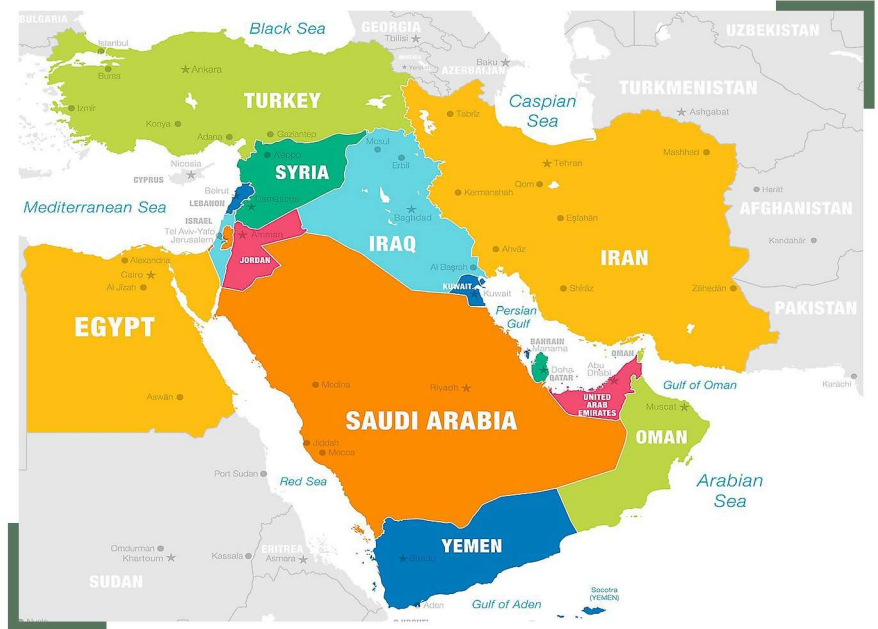 BULGARIA
Black Sea
GEORGIA
Tbilisi
UZBEKISTAN
Istanbul
Bursa
Ankara
Yerevan
AZERBAIJAN
Baku
TURKMENISTAN
Ashgabat
TURKEY
Izmir
Konya
Adana
Gaziantep
Caspian
Sea
Tabriz
Mashhad
Nicosia
CYPRUS
Aleppo
SYRIA
Mosul
Erbil
Tehran
Qom
Kermanshah
Herat
AFGHANISTAN
Kandahār
Mediterranean Sea
Beirut
LEBANON
Damascus
Baghdad
IRAQ
Eşfahān
ISRAEL
Tel Aviv-Yafo
Jerusalem
Amman
JORDAN
Ahvāz
IRAN
Al Başrah
KUWAIT
Kuwait
Shīrāz
Zāhedān
PAKISTAN
Alexandria
Cairo
Al Jīzah
EGYPT
Aswān
Persian
Gulf
BAHRAIN
Manama
Doha
QATAR
Abu
Dhabi
OMAN
UNITED
ARAB
EMIRATES
Gulf of Oman
Karachi
Muscat
OMAN
Medina
Riyadh
SAUDI ARABIA
Jiddah
Mecca
Red Sea
Port Sudan
Arabian
Sea
Omdurman
Khartoum
Kassala
ERITREA
Asmara
SUDAN
YEMEN
Aden
Gulf of Aden
Socotra
(YEMEN)